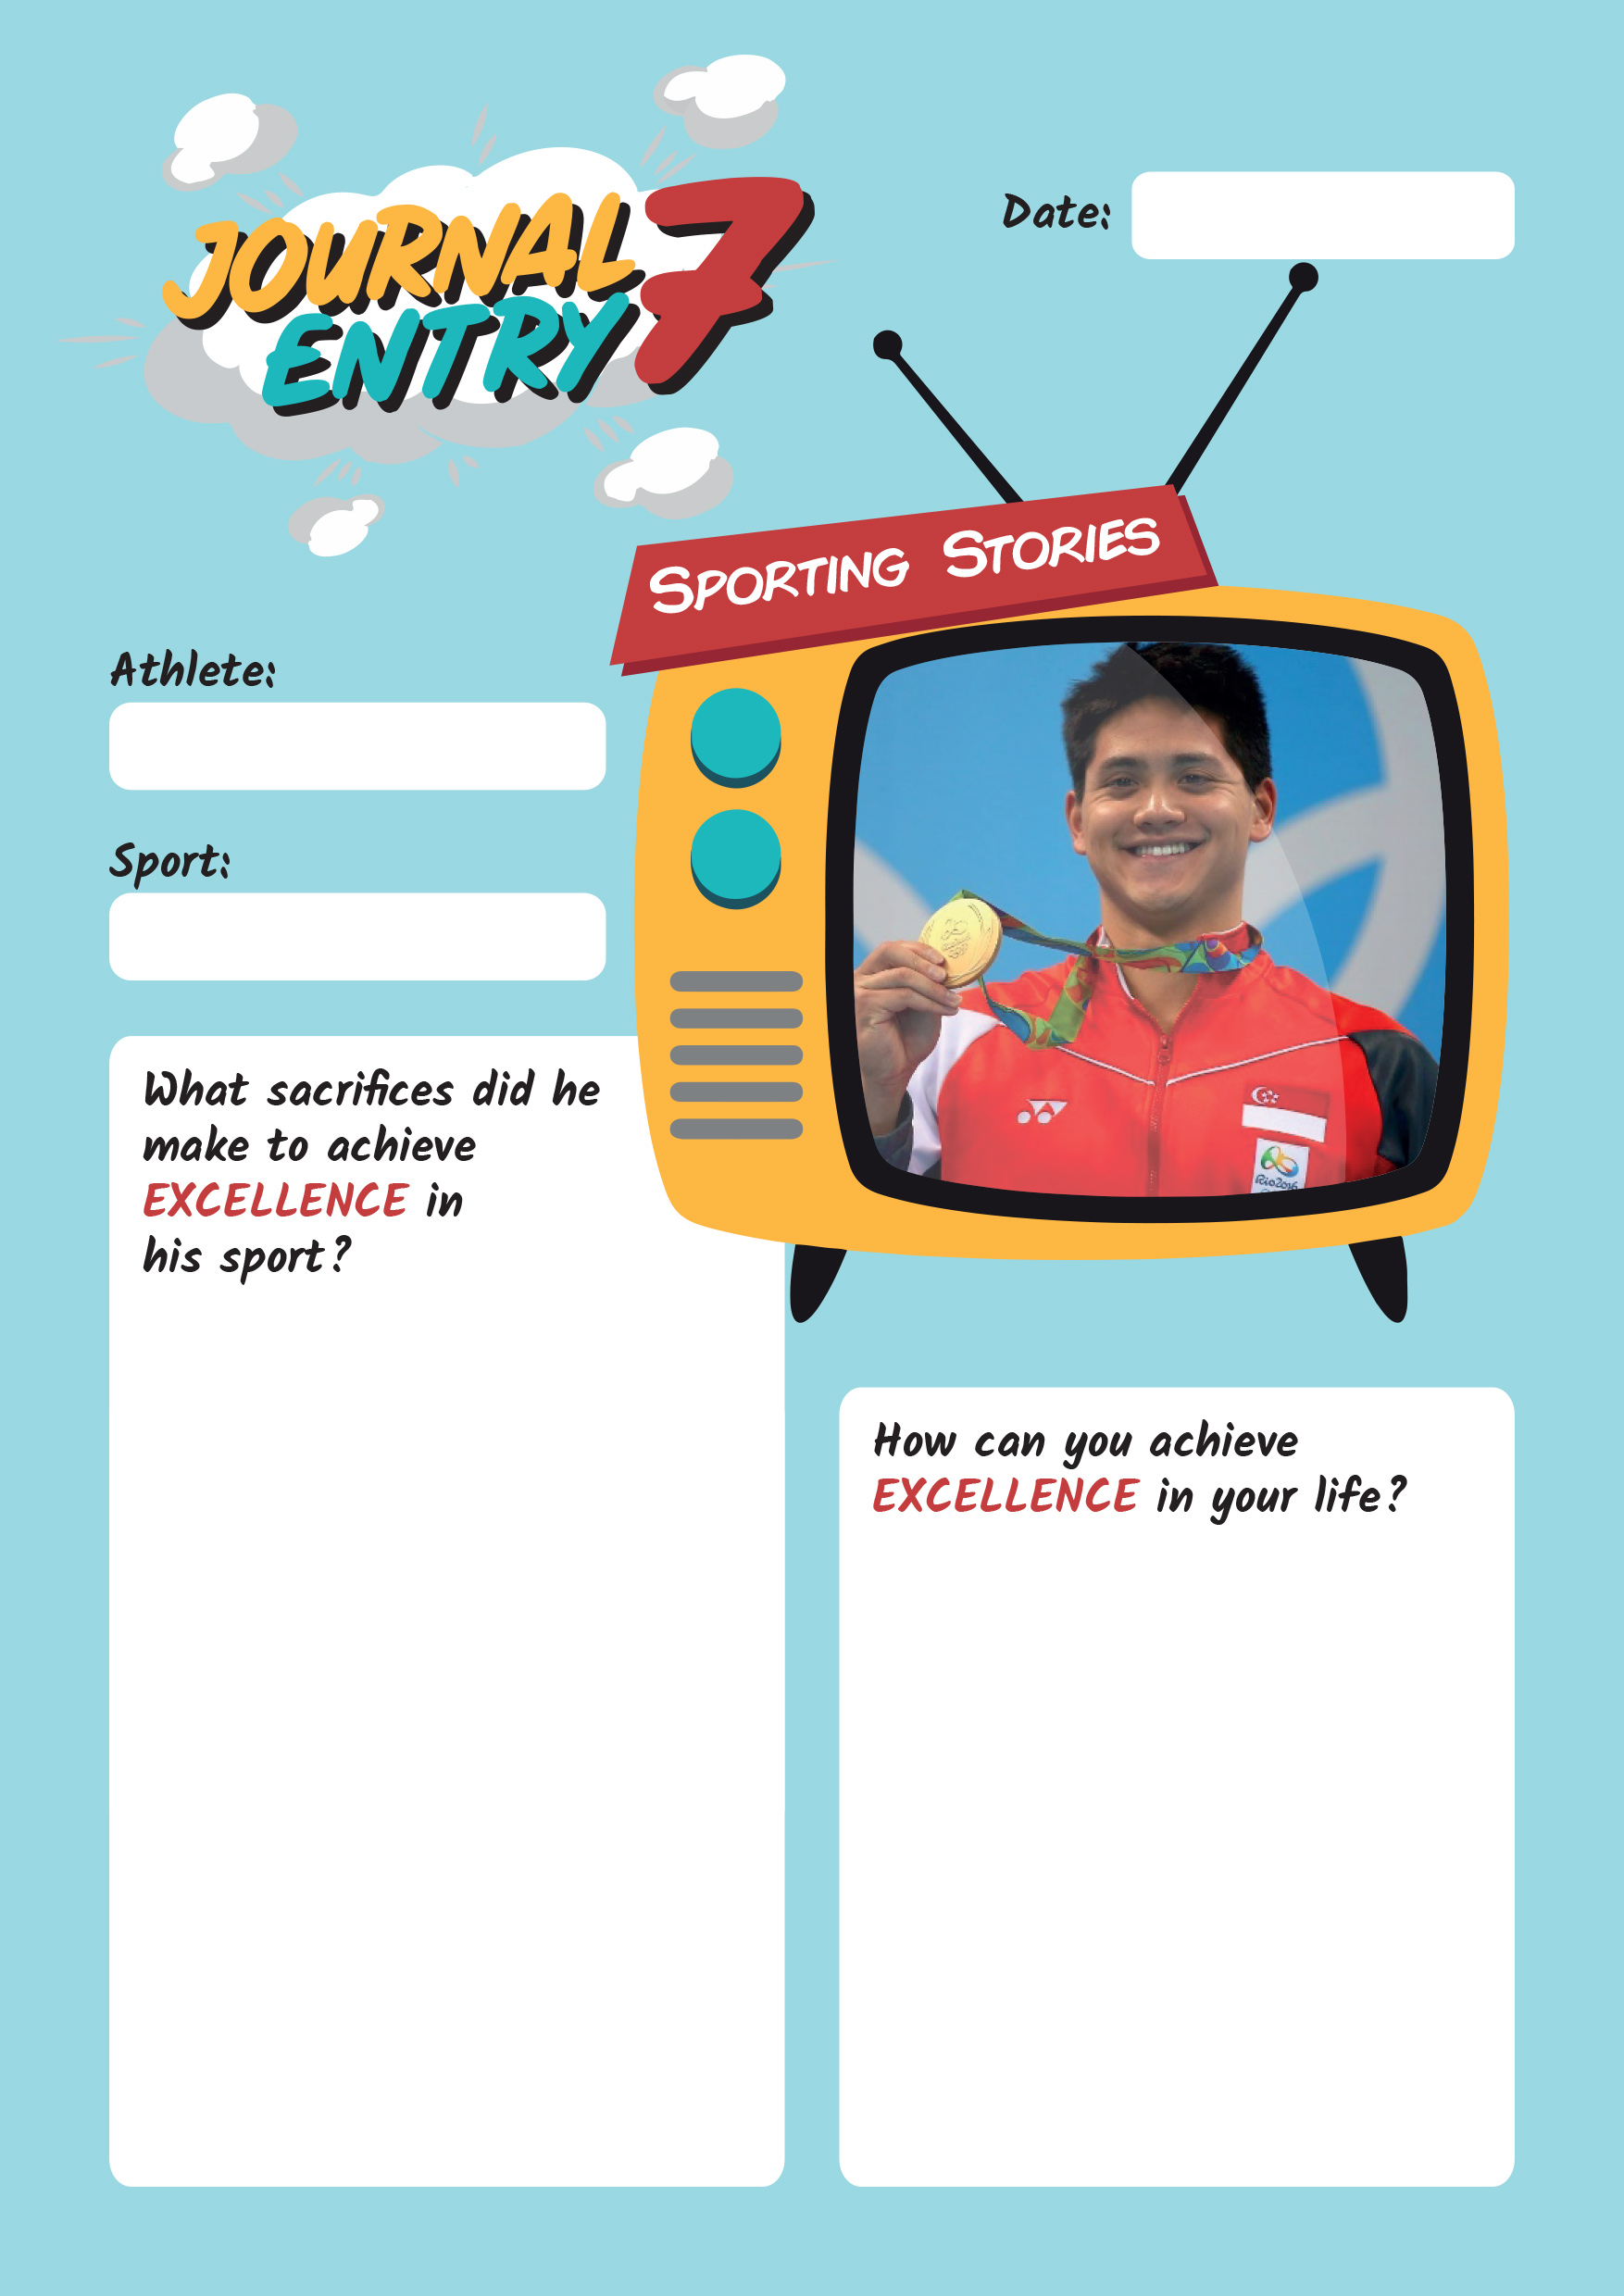 JOURNAL
ENTRY 7
Date:
SPORTING STORIES
Athlete:
Sport:
What sacrifices did he
make to achieve
EXCELLENCE in
his sport?
Rio2016
How can you achieve
EXCELLENCE in your life?